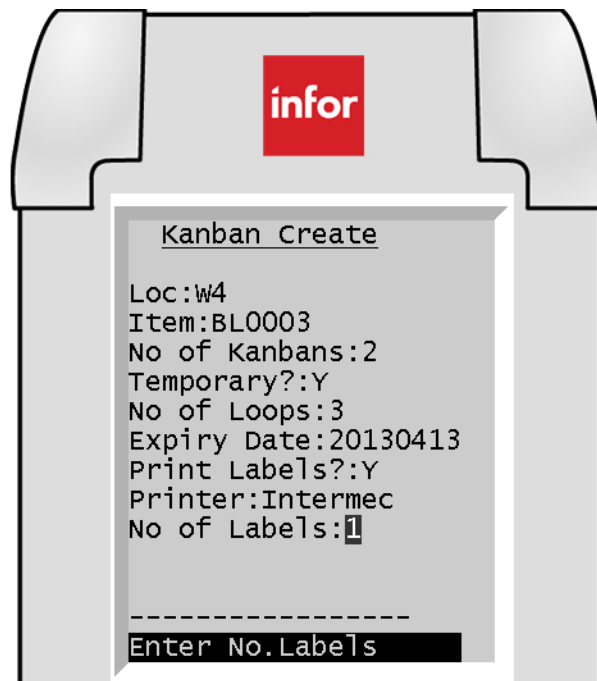 infor
Kanban Create
Loc:W4
Item:BL0003
No of Kanbans:2
Temporary?:Y
No of Loops:3
Expiry Date:20130413
Print Labels?:Y
Printer:Intermec
No of Labels:1
-----------------
Enter No.Labels